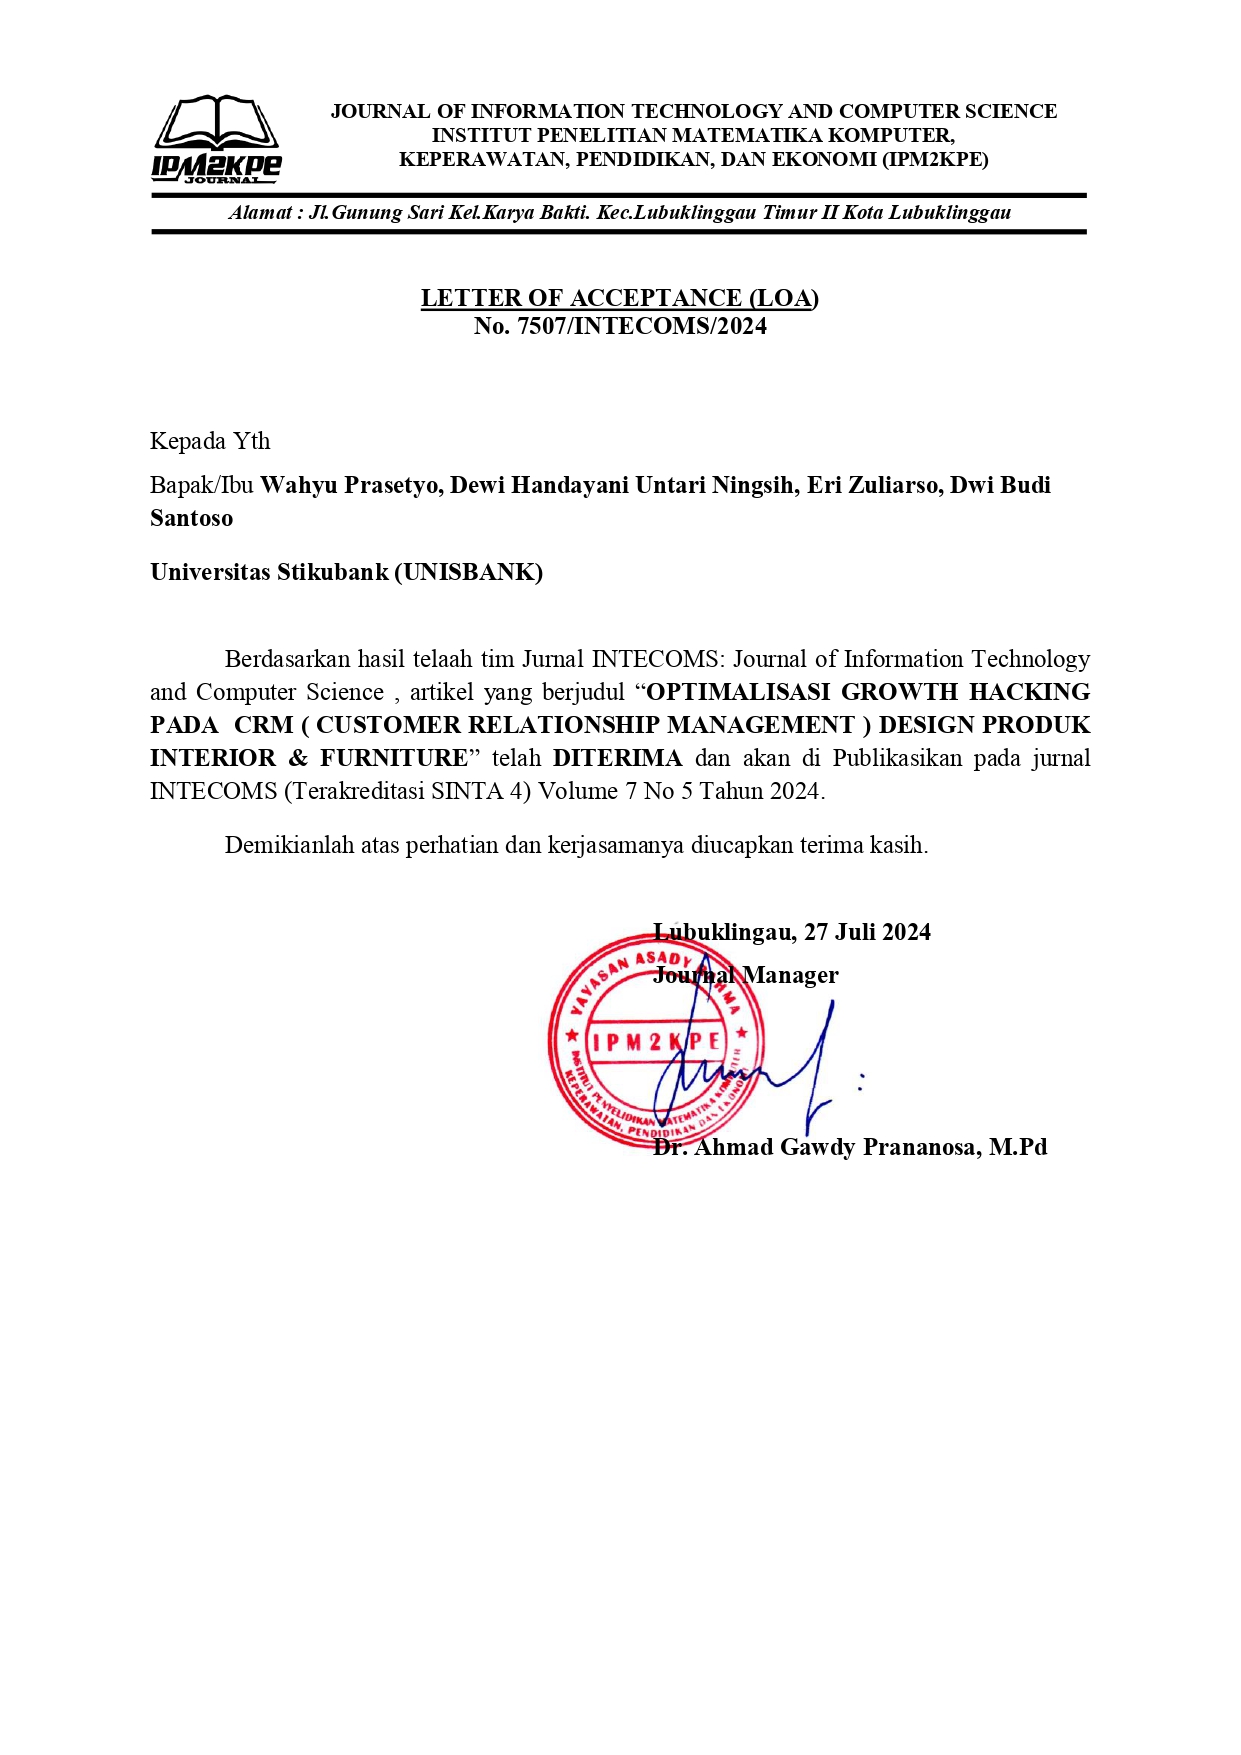 IPM2KPE
JOURNAL
JOURNAL OF INFORMATION TECHNOLOGY AND COMPUTER SCIENCE
INSTITUT PENELITIAN MATEMATIKA KOMPUTER,
KEPERAWATAN, PENDIDIKAN, DAN EKONOMI (IPM2KPE)
Alamat : Jl.Gunung Sari Kel.Karya Bakti. Kec.Lubuklinggau Timur II Kota Lubuklinggau
LETTER OF ACCEPTANCE (LOA)
No. 7507/INTECOMS/2024
Kepada Yth
Bapak/Ibu Wahyu Prasetyo, Dewi Handayani Untari Ningsih, Eri Zuliarso, Dwi Budi
Santoso
Universitas Stikubank (UNISBANK)
Berdasarkan hasil telaah tim Jurnal INTECOMS: Journal of Information Technology
and Computer Science , artikel yang berjudul “OPTIMALISASI GROWTH HACKING
PADA CRM ( CUSTOMER RELATIONSHIP MANAGEMENT ) DESIGN PRODUK
INTERIOR & FURNITURE” telah DITERIMA dan akan di Publikasikan pada jurnal
INTECOMS (Terakreditasi SINTA 4) Volume 7 No 5 Tahun 2024.
Demikianlah atas perhatian dan kerjasamanya diucapkan terima kasih.
Lubuklingau, 27 Juli 2024
Journal Manager
YAYASAN ASADY
IPM2KPE
INSTITUT PENYELIDIKAN MATEMATIKA KOMPUTER
KEPERAWATAN, PENDIDIKAN DAN EKONOMI
Dr. Ahmad Gawdy Prananosa, M.Pd